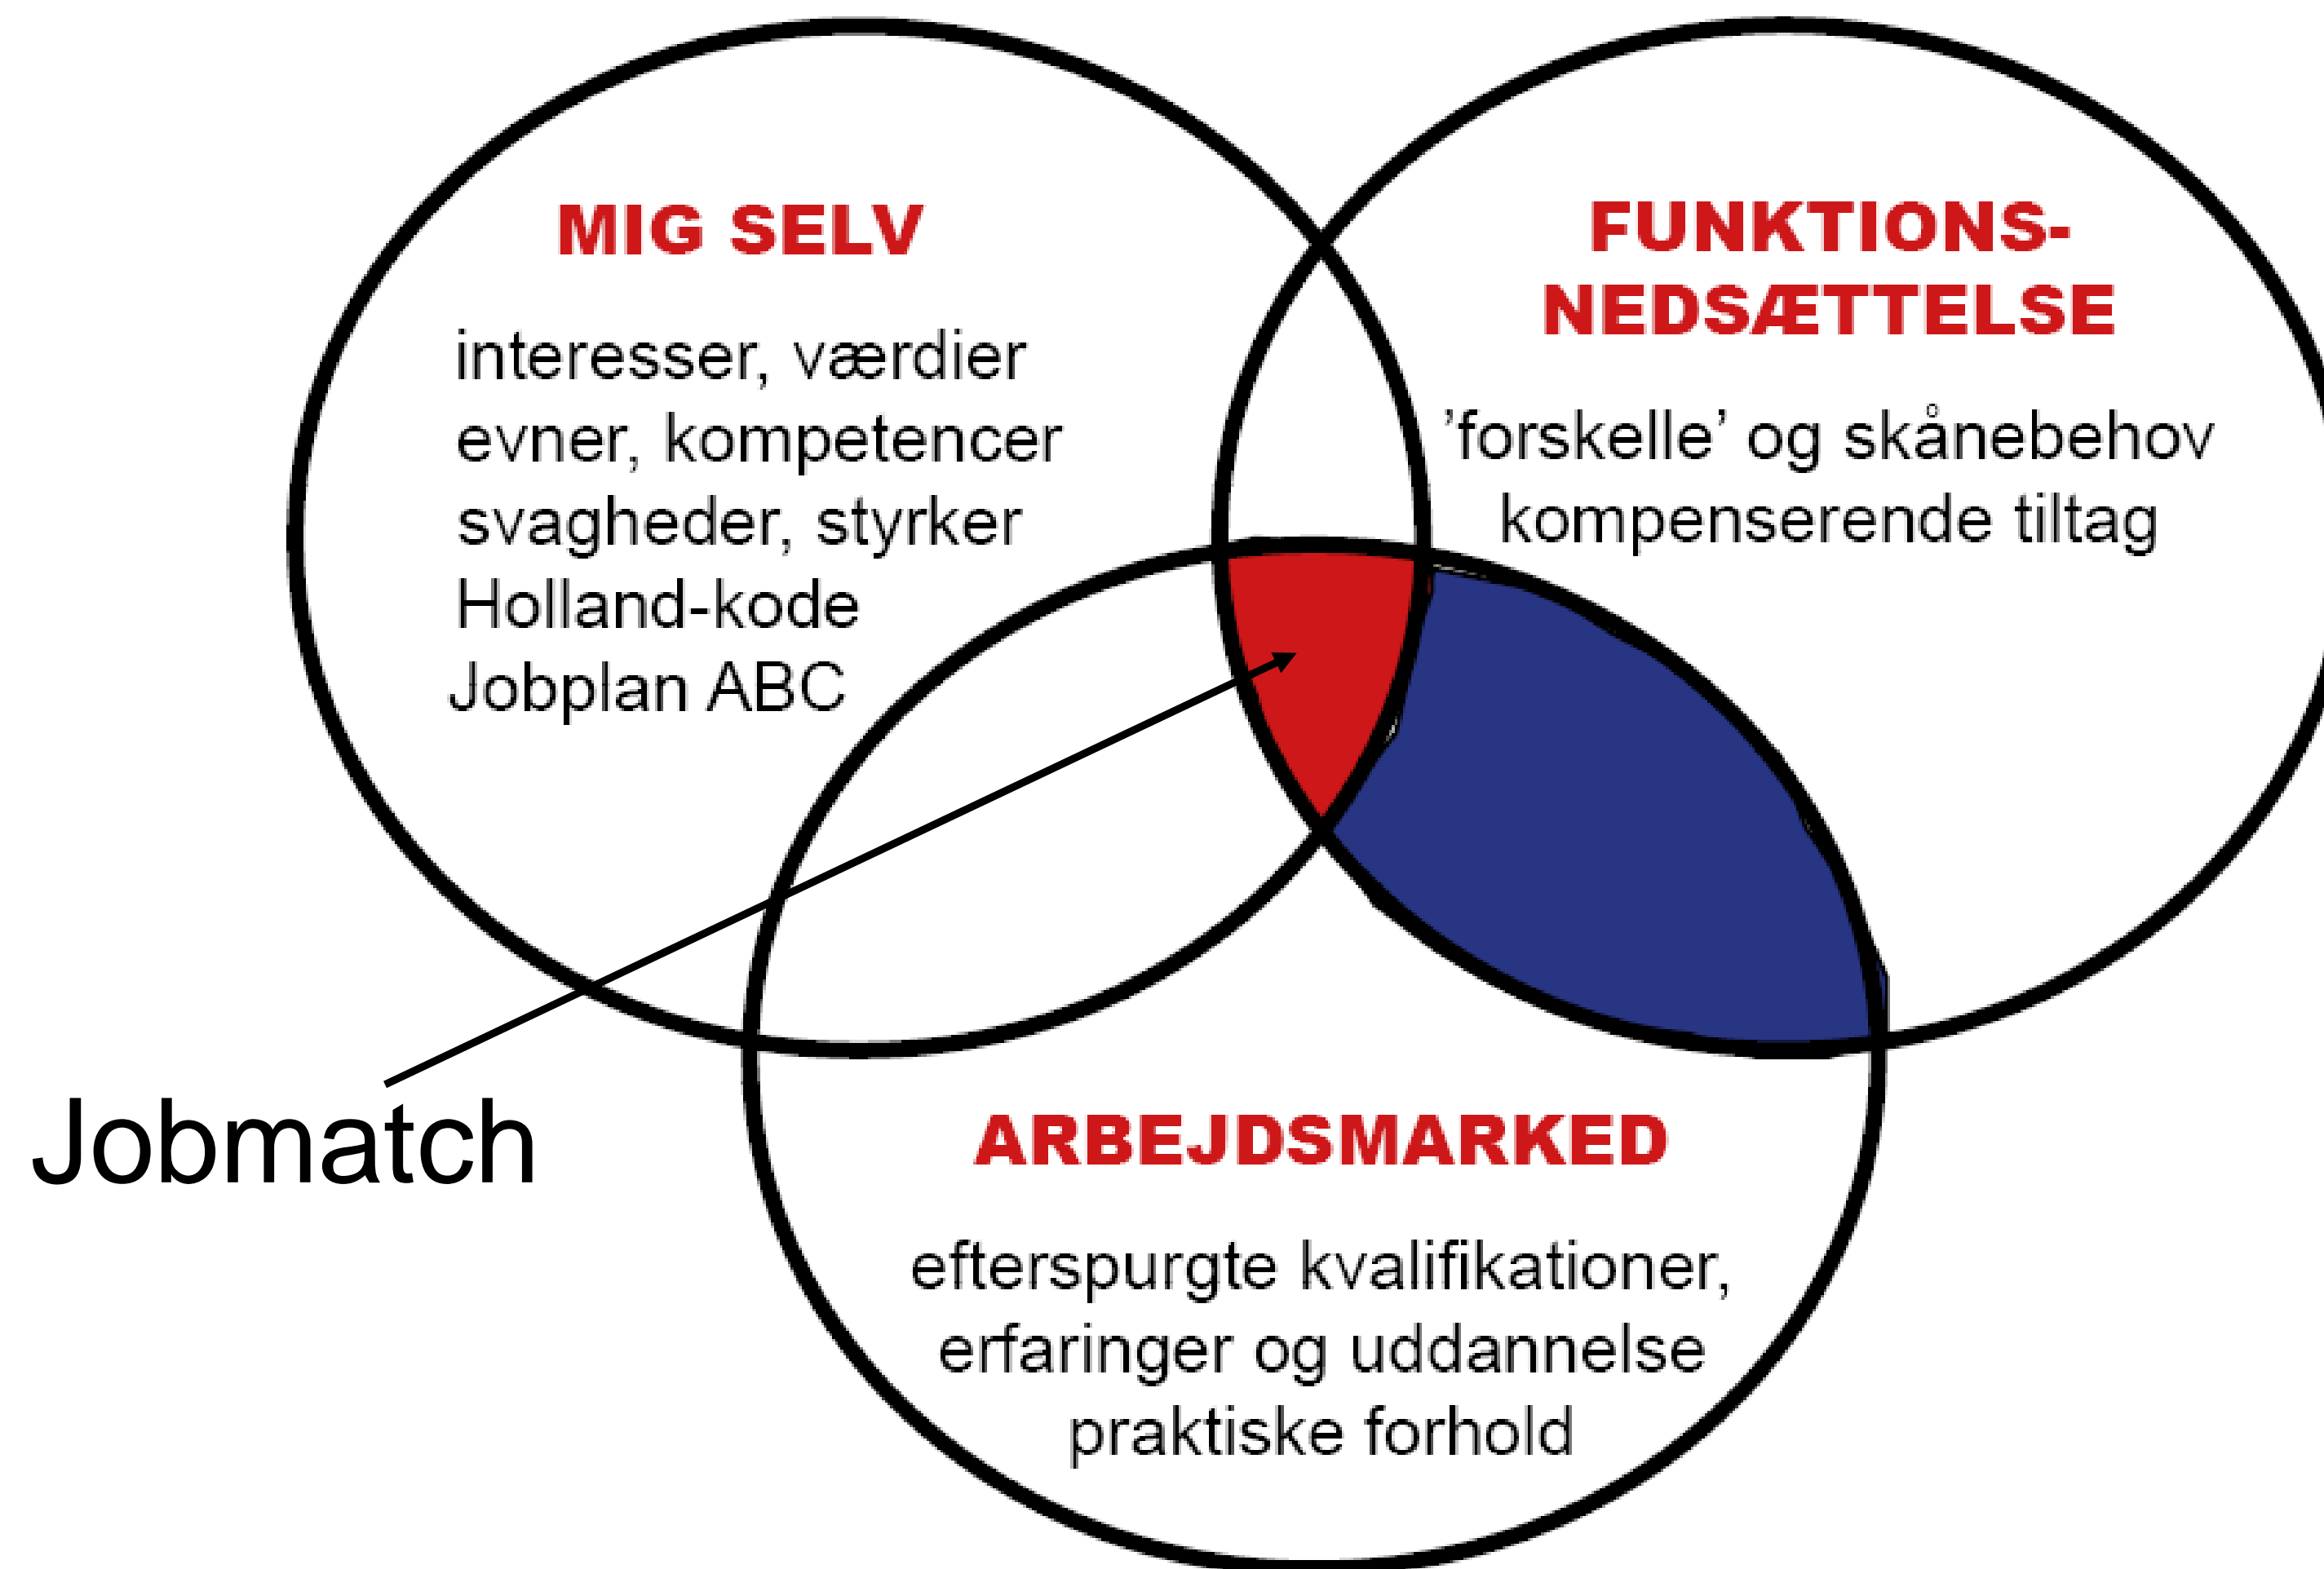 MIG SELV
interesser, værdier
evner, kompetencer
svagheder, styrker
Holland-kode
Jobplan ABC
FUNKTIONS-
NEDSÆTTELSE
’forskelle’ og skånebehov
kompenserende tiltag
Jobmatch
ARBEJDSMARKED
efterspurgte kvalifikationer,
erfaringer og uddannelse
praktiske forhold